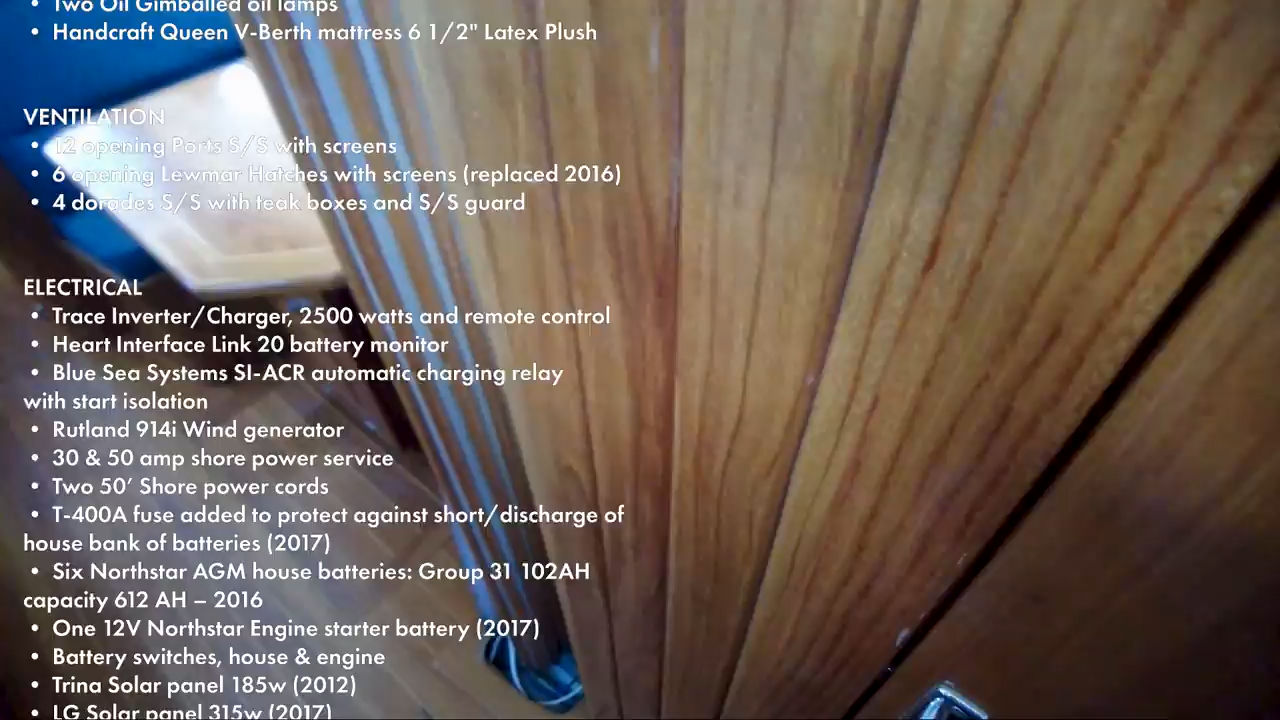 • Two Oil Gimballed oil lamps
• Handcraft Queen V-Berth mattress 6 1/2" Latex Plush
VENTILATION
• 12 opening Ports S/S with screens
• 6 opening Lewmar Hatches with screens (replaced 2016)
• 4 dorades S/S with teak boxes and S/S guard
ELECTRICAL
• Trace Inverter/Charger, 2500 watts and remote control
• Heart Interface Link 20 battery monitor
• Blue Sea Systems SI-ACR automatic charging relay
with start isolation
• Rutland 914i Wind generator
• 30 & 50 amp shore power service
• Two 50’ Shore power cords
• T-400A fuse added to protect against short/discharge of
house bank of batteries (2017)
• Six Northstar AGM house batteries: Group 31 102AH
capacity 612 AH – 2016
• One 12V Northstar Engine starter battery (2017)
• Battery switches, house & engine
• Trina Solar panel 185w (2012)
• LG Solar panel 315w (2017)